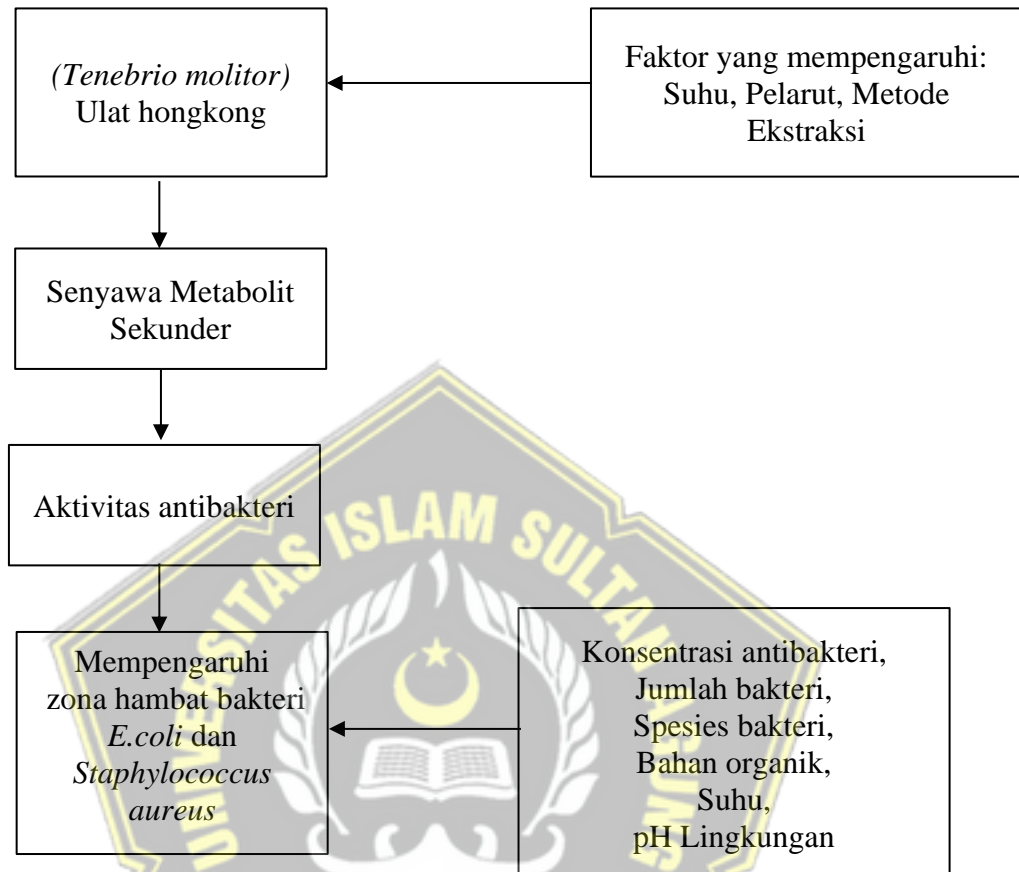 (Tenebrio molitor)
Ulat hongkong
Faktor yang mempengaruhi:
Suhu, Pelarut, Metode
Ekstraksi
Senyawa Metabolit
Sekunder
Aktivitas antibakteri
Mempengaruhi
zona hambat bakteri
E.coli dan
Staphylococcus
aureus
Konsentrasi antibakteri,
Jumlah bakteri,
Spesies bakteri,
Bahan organik,
Suhu,
pH Lingkungan
UNIVERSITAS ISLAM SULTAN AGUNG